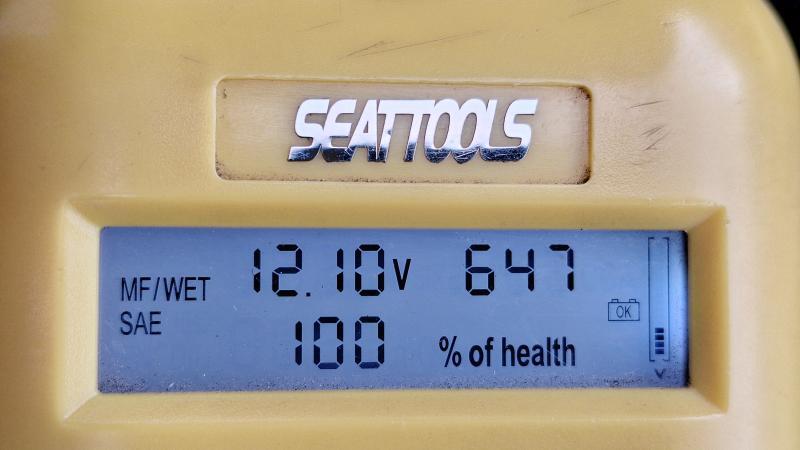 SEATTOOLS
MF/WET 12.10V 647
SAE 100 % of health
OK
V